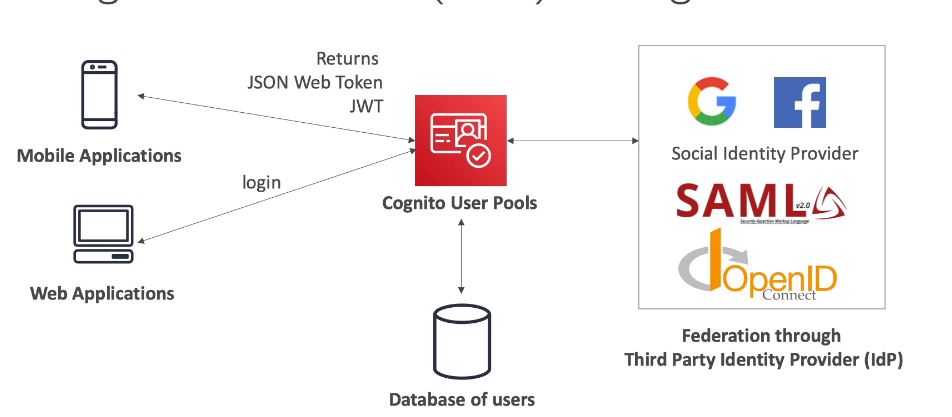 Returns
JSON Web Token
JWT
Mobile Applications
login
Cognito User Pools
Web Applications
Database of users
Social Identity Provider
SAML v2.0
Security Assertion Markup Language
OpenID
Connect
Federation through
Third Party Identity Provider (IdP)